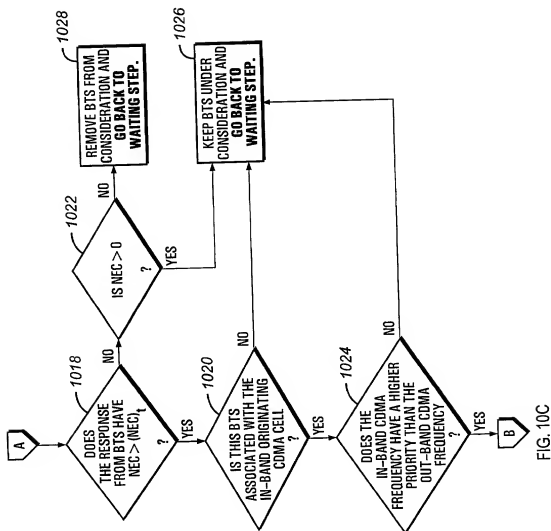 A
1018
DOES
THE RESPONSE
FROM BTS HAVE
NEC > (NEC)t
?
NO
YES
1022
IS NEC > 0
?
NO
YES
1028
REMOVE BTS FROM
CONSIDERATION AND
GO BACK TO
WAITING STEP.
1020
IS THIS BTS
ASSOCIATED WITH THE
IN-BAND ORIGINATING
CDMA CELL
?
NO
YES
1026
KEEP BTS UNDER
CONSIDERATION AND
GO BACK TO
WAITING STEP.
1024
DOES THE
IN-BAND CDMA
FREQUENCY HAVE A HIGHER
PRIORITY THAN THE
OUT-BAND CDMA
FREQUENCY
?
NO
YES
B
FIG. 10C